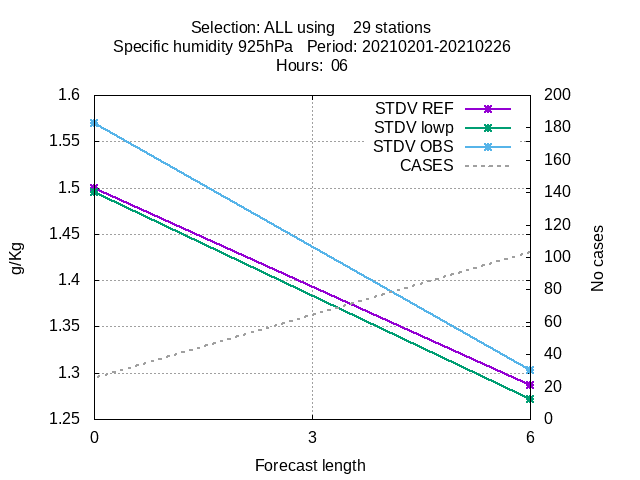 Selection: ALL using    29 stations
Specific humidity 925hPa   Period: 20210201-20210226
Hours:  06
STDV REF
STDV lowp
STDV OBS
CASES
1.6
1.55
1.5
1.45
1.4
1.35
1.3
1.25
g/Kg
200
180
160
140
120
100
80
60
40
20
0
No cases
0
3
6
Forecast length